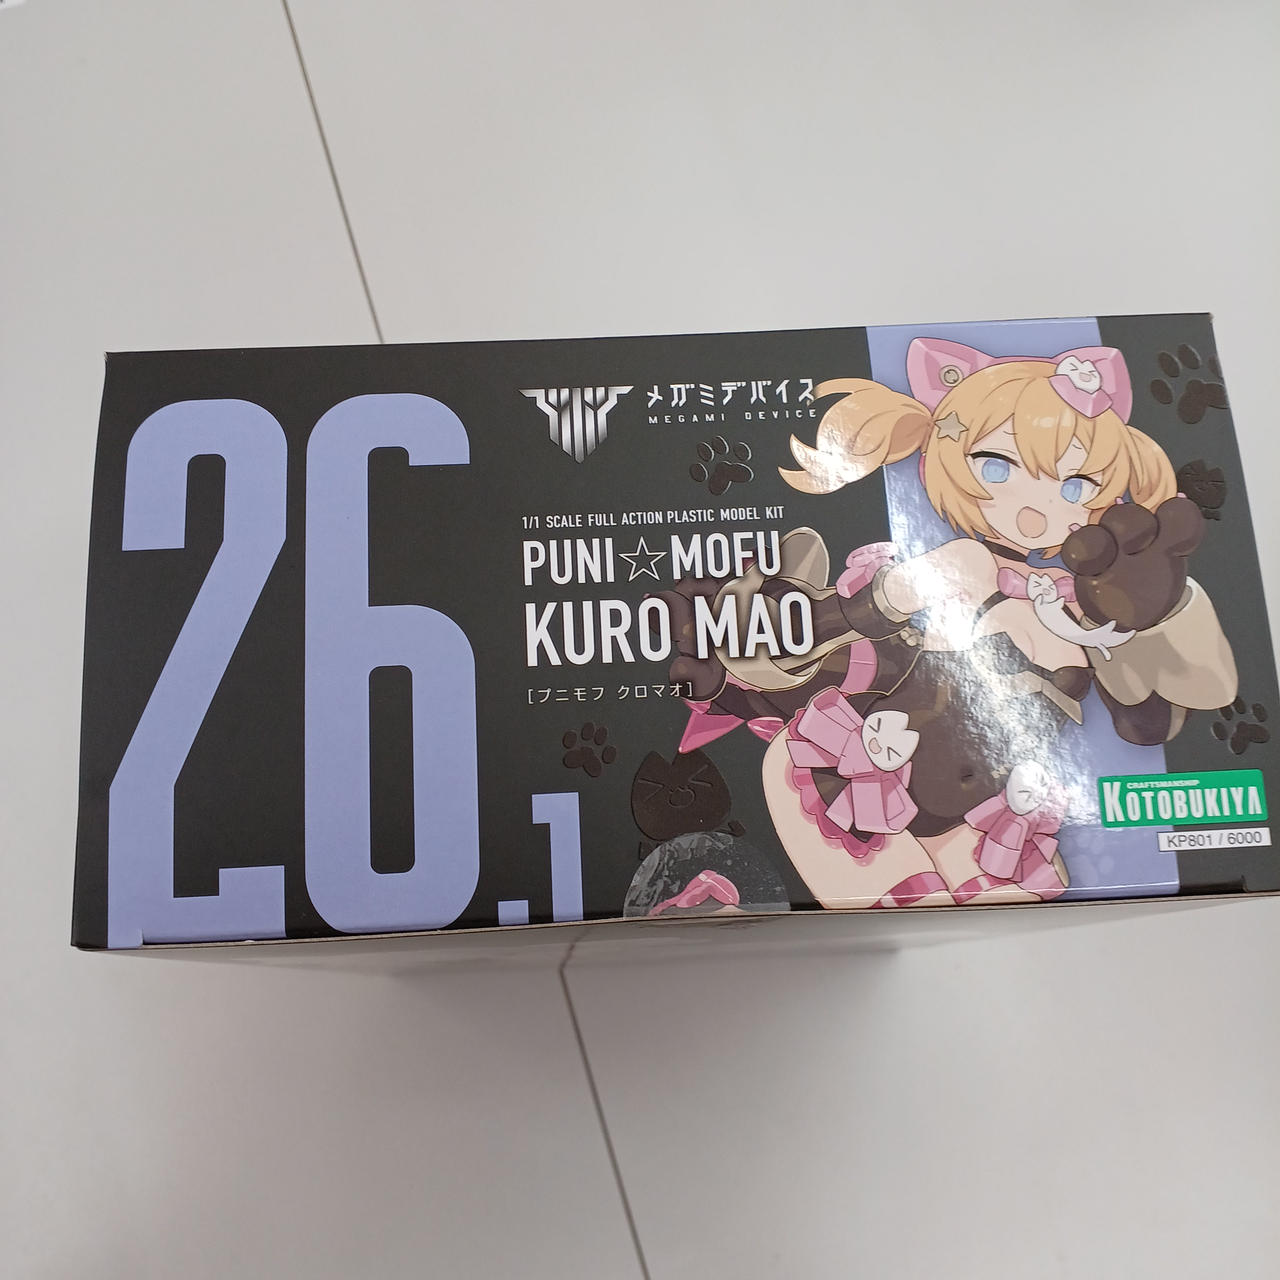 26.1
メガミデバイス
MEGAMI DEVICE
1/1 SCALE FULL ACTION PLASTIC MODEL KIT
PUNI☆MOFU
KURO MAO
[プニモフ クロマオ]
CRAFTSMANSHIP
KOTOBUKIYA
KP801 / 6000